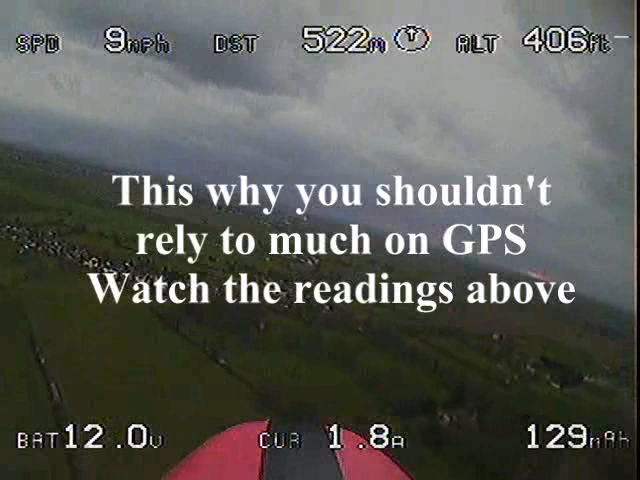 SPD 9mph DST 522m ALT 406ft
This why you shouldn't
rely to much on GPS
Watch the readings above
BAT 12.0v CUR 1.8A 129mAh